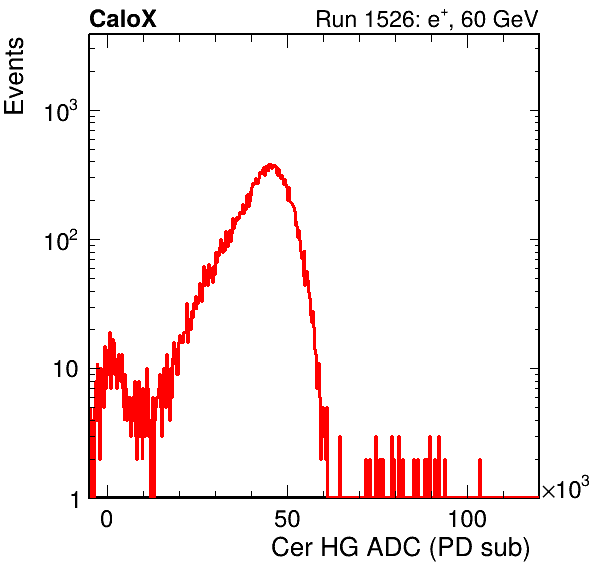 CaloX
Run 1526: e⁺, 60 GeV
Events
10³
10²
10
1
0
50
100
×10³
Cer HG ADC (PD sub)